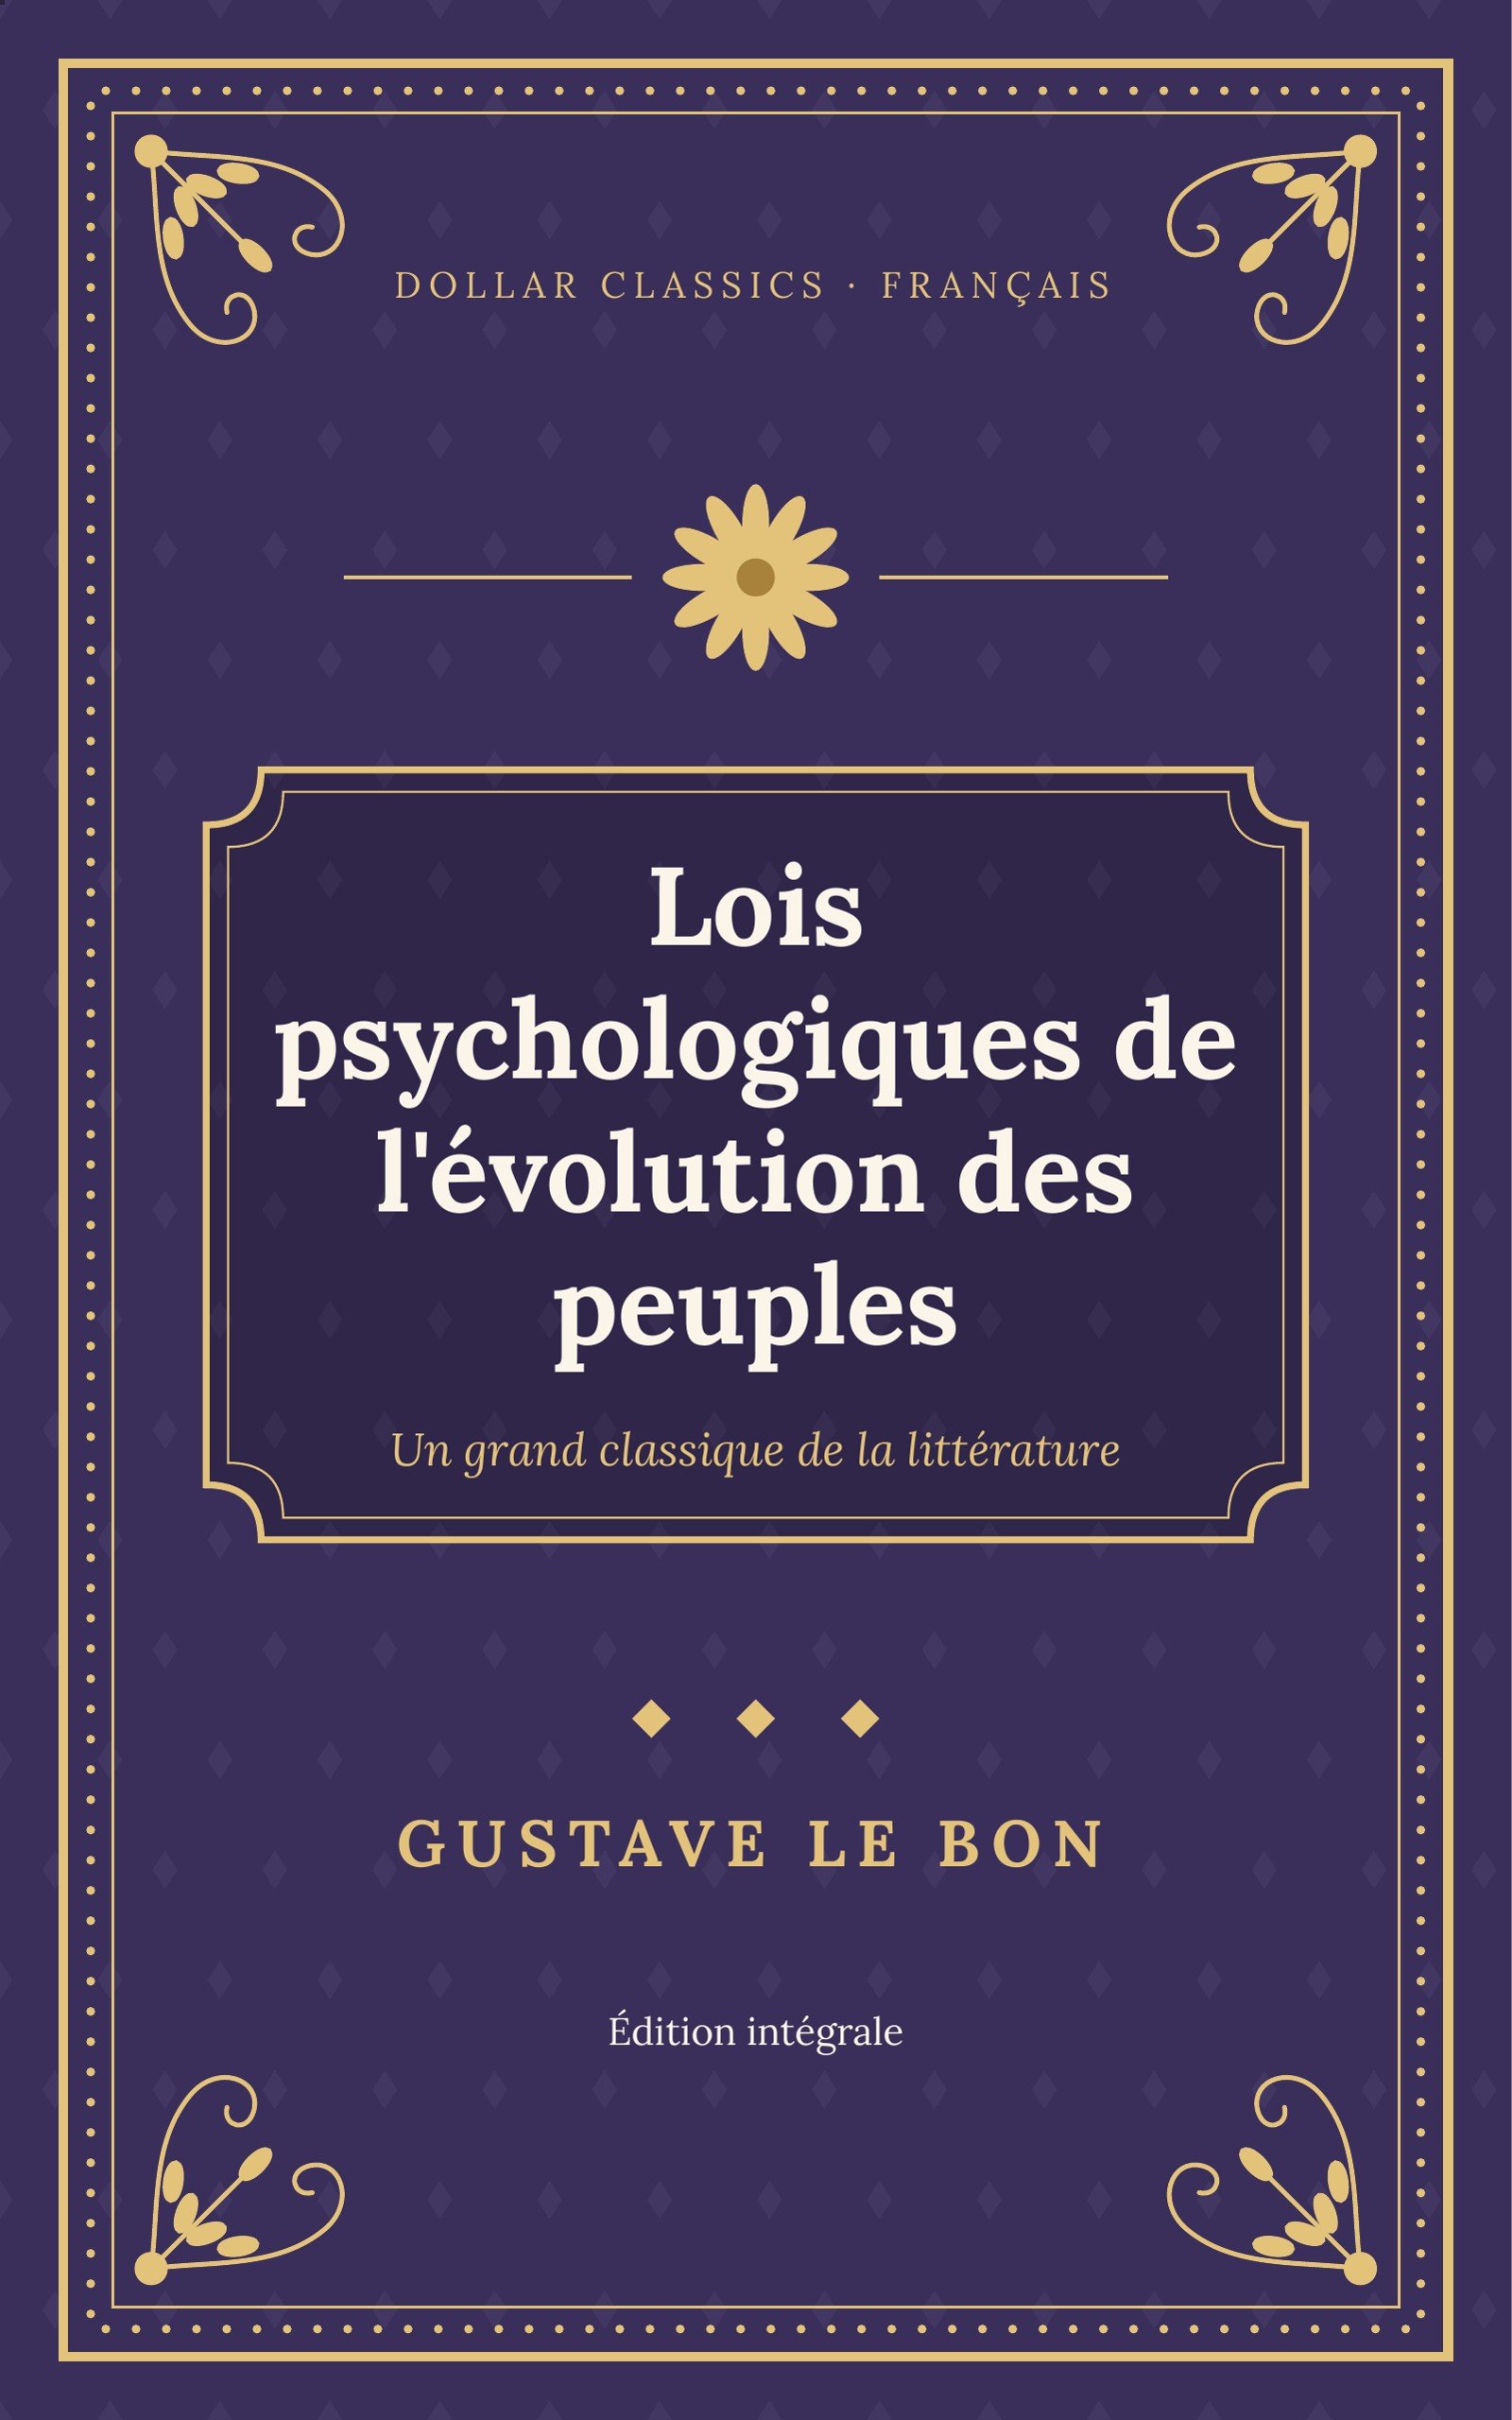 DOLLAR CLASSICS · FRANÇAIS
Lois
psychologiques de
l'évolution des
peuples
Un grand classique de la littérature
GUSTAVE LE BON
Édition intégrale